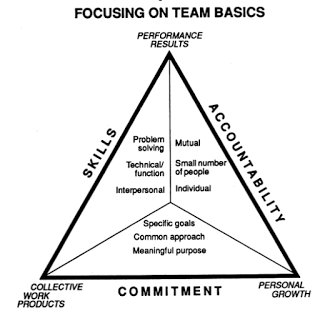 FOCUSING ON TEAM BASICS
PERFORMANCE
RESULTS
SKILLS
ACCOUNTABILITY
Problem
solving
Mutual
Technical/
function
Small number
of people
Interpersonal
Individual
Specific goals
Common approach
Meaningful purpose
COLLECTIVE
WORK
PRODUCTS
COMMITMENT
PERSONAL
GROWTH